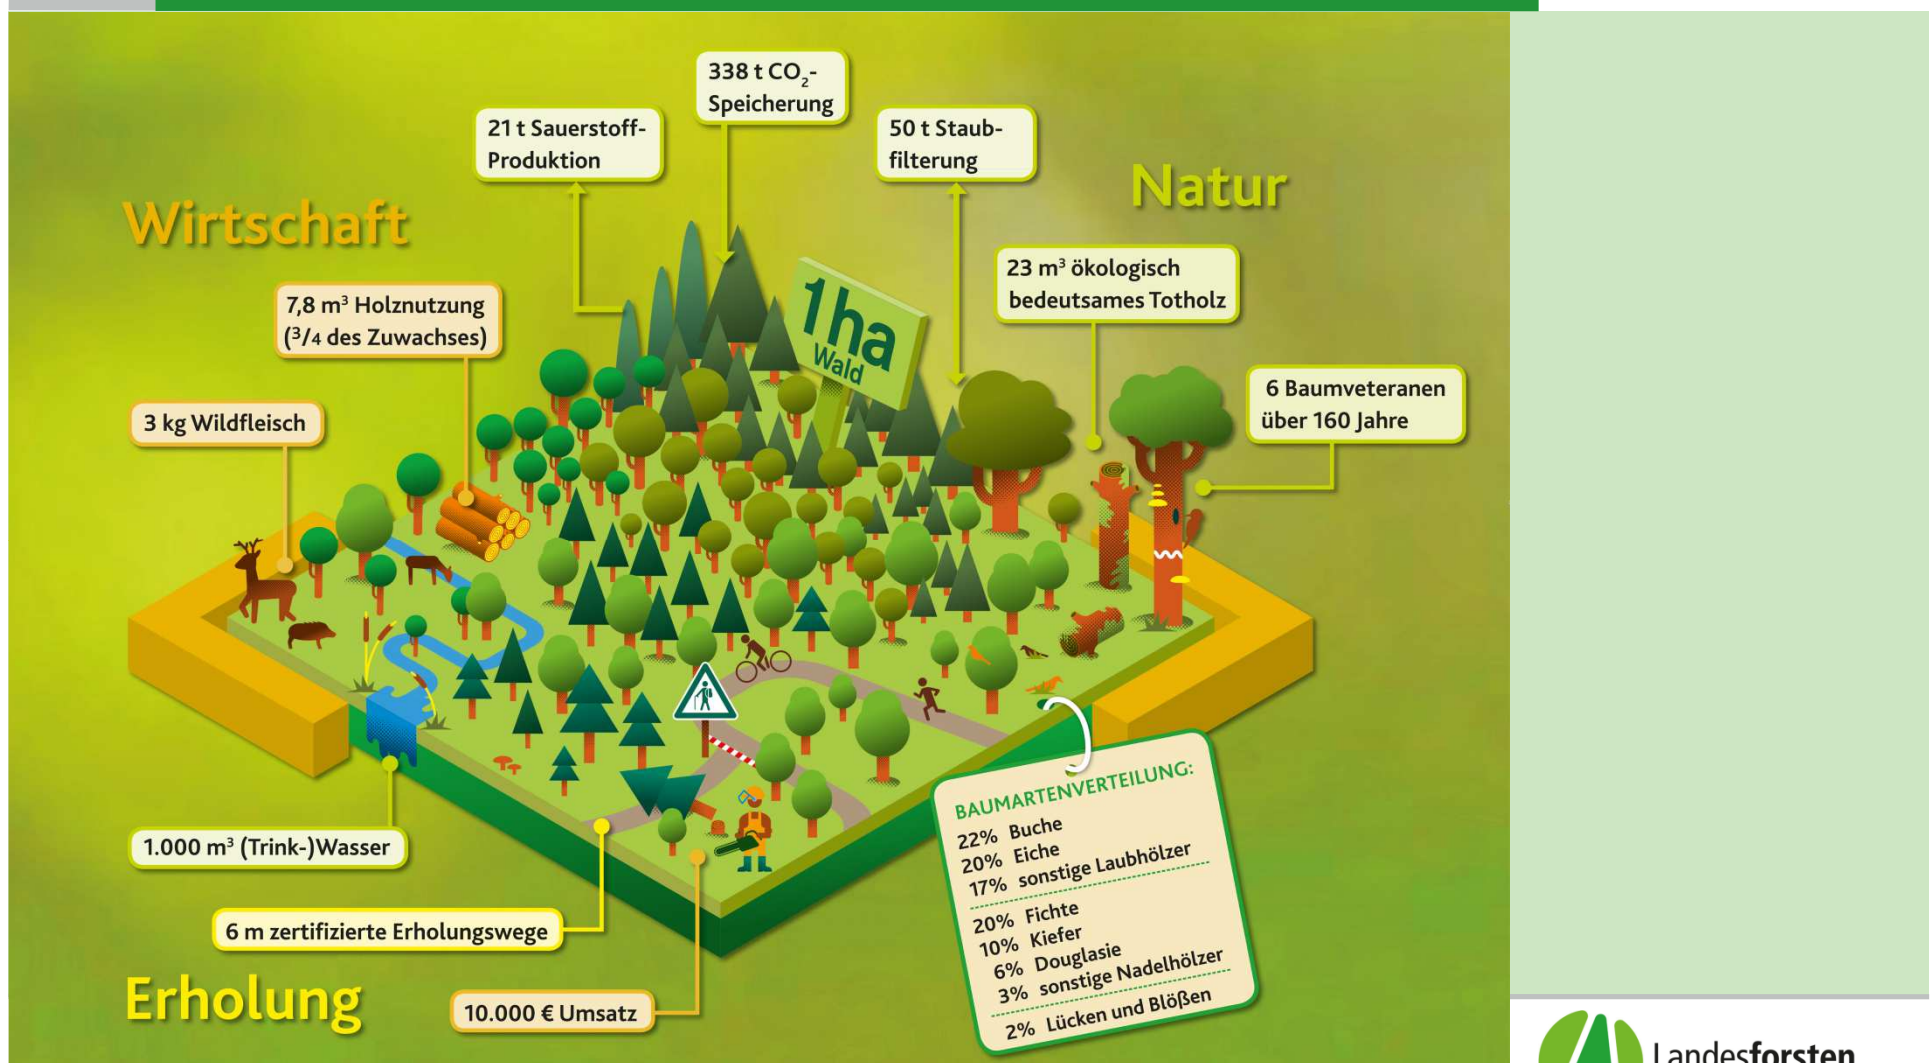 338 t CO₂-
Speicherung
21 t Sauerstoff-
Produktion
50 t Staub-
filterung
Natur
Wirtschaft
23 m³ ökologisch
bedeutsames Totholz
1 ha
Wald
7,8 m³ Holznutzung
(³/4 des Zuwachses)
6 Baumveteranen
über 160 Jahre
3 kg Wildfleisch
1.000 m³ (Trink-)Wasser
BAUMARTENVERTEILUNG:
22% Buche
20% Eiche
17% sonstige Laubhölzer
20% Fichte
10% Kiefer
6% Douglasie
3% sonstige Nadelhölzer
2% Lücken und Blößen
6 m zertifizierte Erholungswege
Erholung
10.000 € Umsatz
Landesforsten